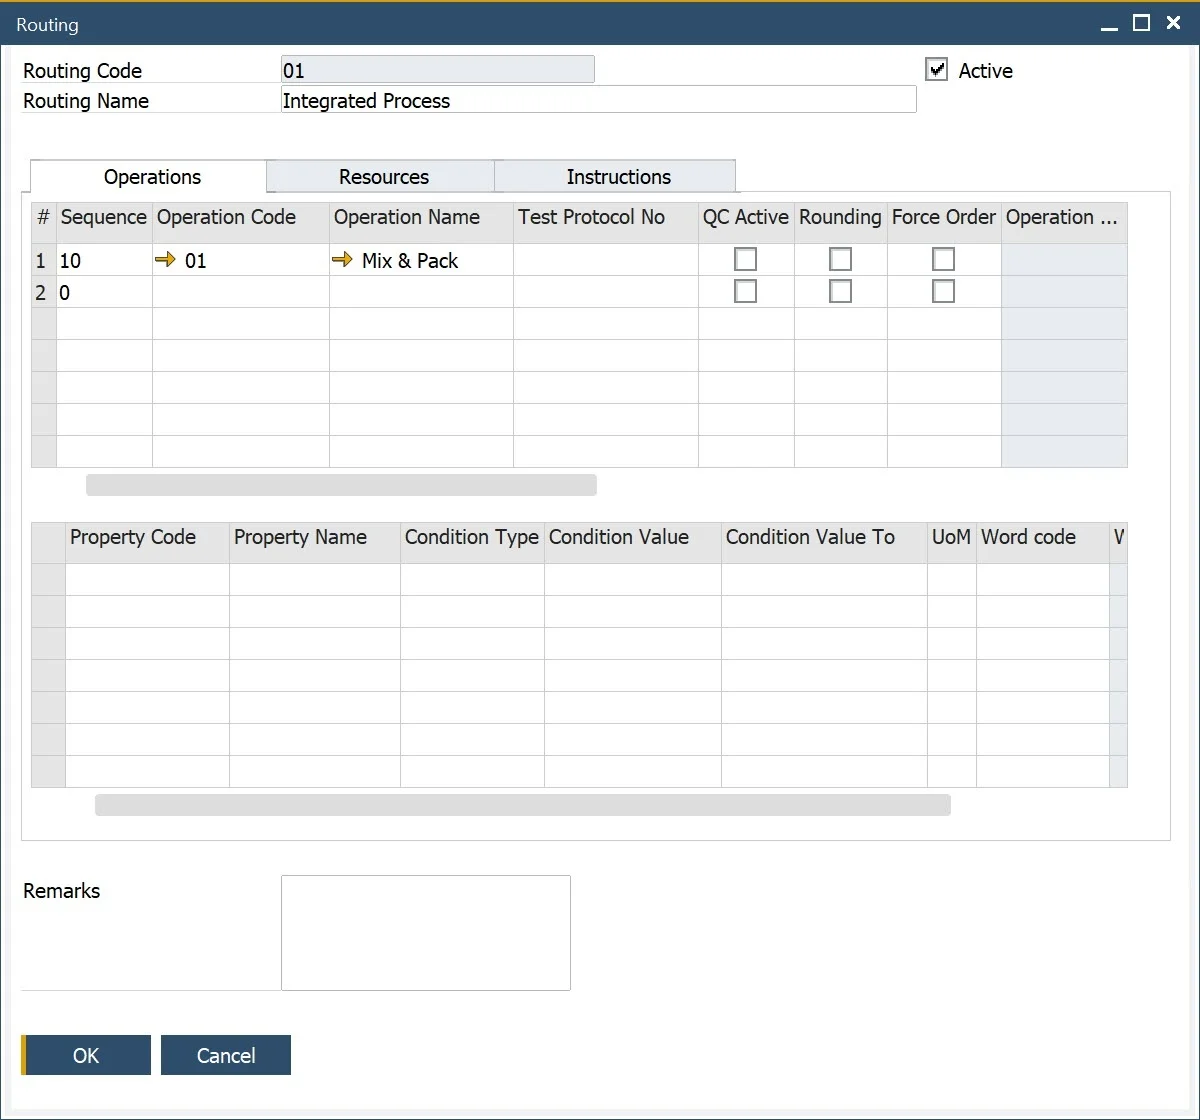 Routing
Routing Code 01 Active
Routing Name Integrated Process
Operations Resources Instructions
# Sequence Operation Code Operation Name Test Protocol No QC Active Rounding Force Order Operation ...
1 10 01 Mix & Pack
2 0
Property Code Property Name Condition Type Condition Value Condition Value To UoM Word code
Remarks
OK Cancel